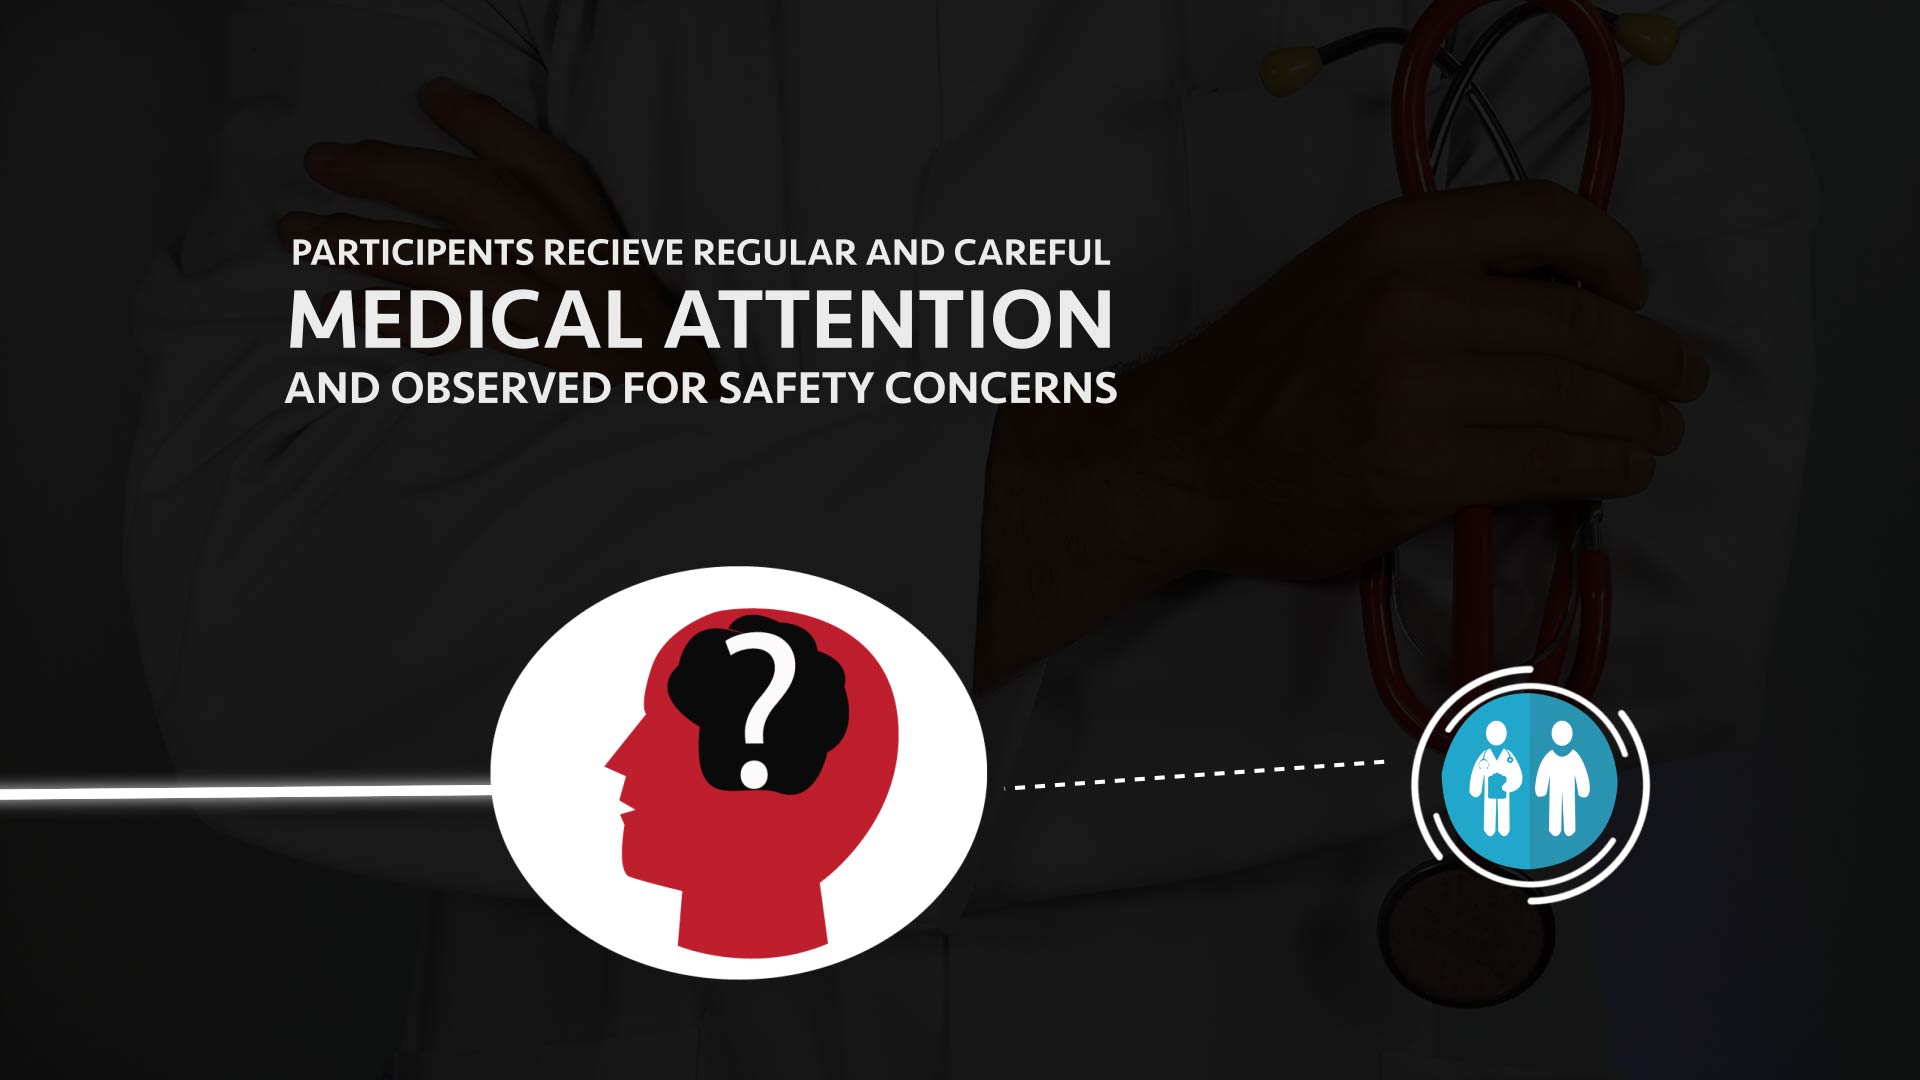 PARTICIPENTS RECIEVE REGULAR AND CAREFUL
MEDICAL ATTENTION
AND OBSERVED FOR SAFETY CONCERNS
?